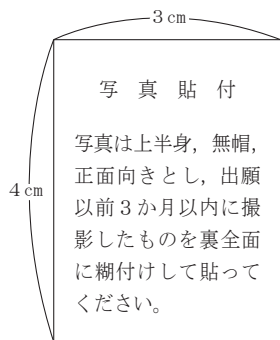 3 cm
写真貼付
4 cm
写真は上半身，無帽，
正面向きとし，出願
以前３か月以内に撮
影したものを裏全面
に糊付けして貼って
ください。